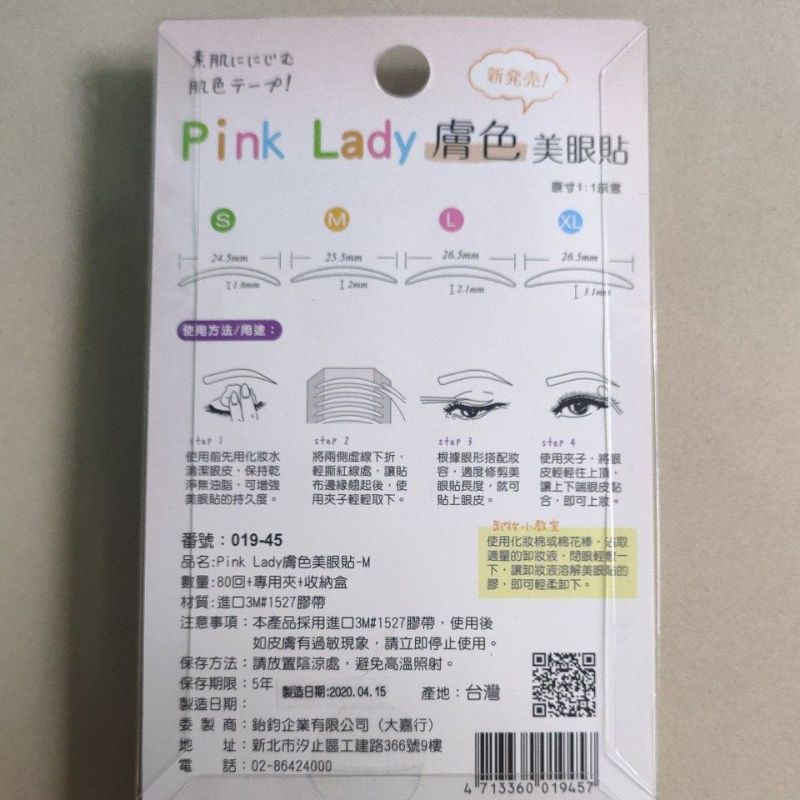 素肌ににじむ
肌色テープ!
新発売!
Pink Lady 膚色 美眼貼
原寸1:1
S M L XL
24.5mm 25.5mm 26.5mm 26.5mm
1.8mm 2mm 2.1mm 3.1mm
使用方法/用途:
step 1
使用前先用化妝水
清潔眼皮,保持乾
淨無油脂,可增強
美眼貼的持久度。
step 2
將兩側虛線下折,
輕撕紅線處,讓貼
布邊緣翹起後,使
用夾子輕輕取下。
step 3
根據眼形搭配妝
容,適度修剪美
眼貼長度,就可
貼上眼皮。
step 4
使用夾子,將眼
皮輕輕往上頂,
讓上下端眼皮黏
合,即可上妝。
卸妝小教室
使用化妝棉或棉花棒,沾取
適量的卸妝液,閉眼輕敷一
下,讓卸妝液溶解美眼貼的
膠,即可輕柔卸下。
番號:019-45
品名:Pink Lady膚色美眼貼-M
數量:80回+專用夾+收納盒
材質:進口3M#1527膠帶
注意事項:本產品採用進口3M#1527膠帶,使用後
如皮膚有過敏現象,請立即停止使用。
保存方法:請放置陰涼處,避免高溫照射。
保存期限:5年
製造日期:2020.04.15
產地:台灣
製造日期:
委製商:鉑鈞企業有限公司(大嘉行)
地址:新北市汐止區工建路366號9樓
電話:02-86424000
4 713360 019457